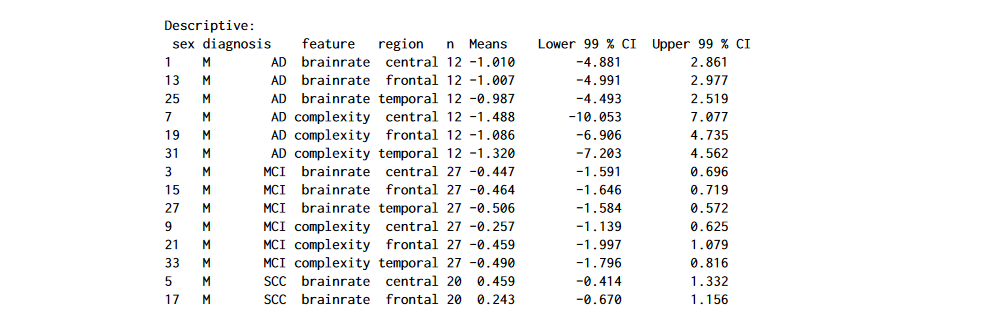 Descriptive:
sex diagnosis feature region n Means Lower 99 % CI Upper 99 % CI
1 M AD brainrate central 12 -1.010 -4.881 2.861
13 M AD brainrate frontal 12 -1.007 -4.991 2.977
25 M AD brainrate temporal 12 -0.987 -4.493 2.519
7 M AD complexity central 12 -1.488 -10.053 7.077
19 M AD complexity frontal 12 -1.086 -6.906 4.735
31 M AD complexity temporal 12 -1.320 -7.203 4.562
3 M MCI brainrate central 27 -0.447 -1.591 0.696
15 M MCI brainrate frontal 27 -0.464 -1.646 0.719
27 M MCI brainrate temporal 27 -0.506 -1.584 0.572
9 M MCI complexity central 27 -0.257 -1.139 0.625
21 M MCI complexity frontal 27 -0.459 -1.997 1.079
33 M MCI complexity temporal 27 -0.490 -1.796 0.816
5 M SCC brainrate central 20 0.459 -0.414 1.332
17 M SCC brainrate frontal 20 0.243 -0.670 1.156